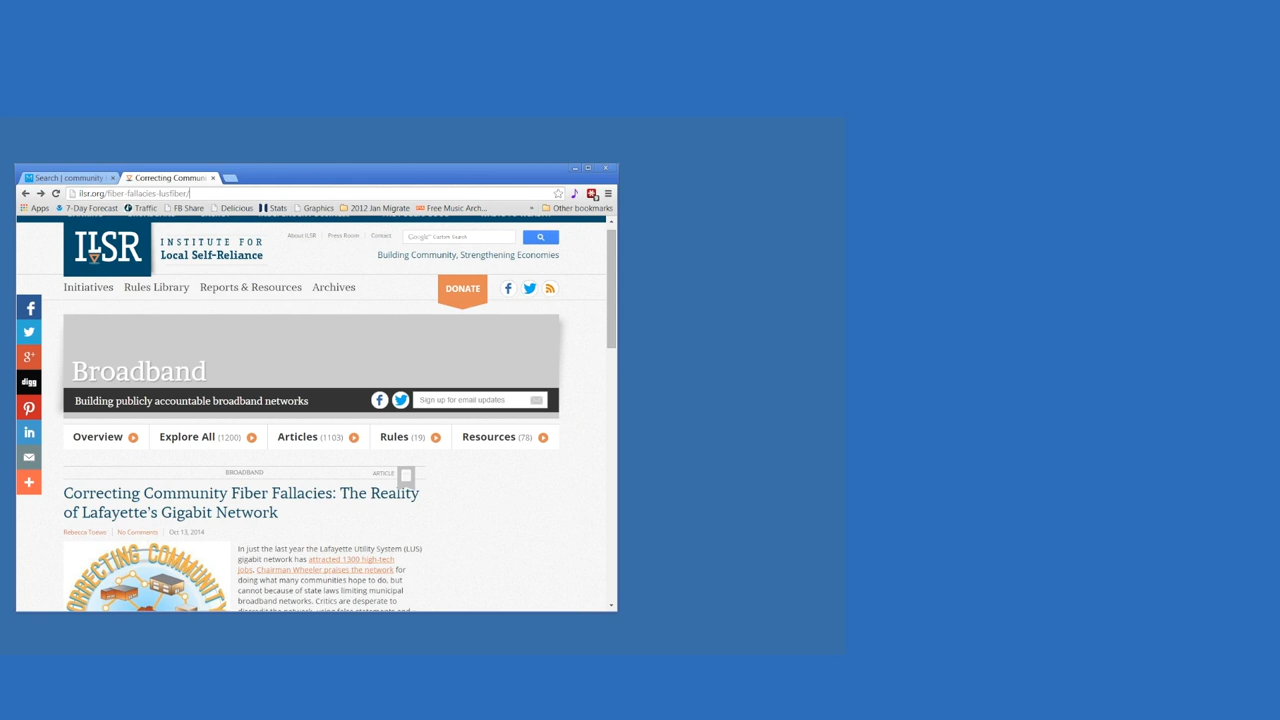 Search | community
Correcting Commun
ilsr.org/fiber-fallacies-lusfiber/
Apps 7-Day Forecast Traffic FB Share Delicious Stats Graphics 2012 Jan Migrate Free Music Arch... » Other bookmarks
ILSR
INSTITUTE FOR
Local Self-Reliance
About ILSR Press Room Contact
Google™ Custom Search
Building Community, Strengthening Economies
Initiatives Rules Library Reports & Resources Archives
DONATE
digg
Broadband
Building publicly accountable broadband networks
Sign up for email updates
Overview Explore All (1200) Articles (1103) Rules (19) Resources (78)
BROADBAND
ARTICLE
Correcting Community Fiber Fallacies: The Reality
of Lafayette's Gigabit Network
Rebecca Toews No Comments Oct 13, 2014
CORRECTING COMMUNITY
In just the last year the Lafayette Utility System (LUS)
gigabit network has attracted 1300 high-tech
jobs. Chairman Wheeler praises the network for
doing what many communities hope to do, but
cannot because of state laws limiting municipal
broadband networks. Critics are desperate to